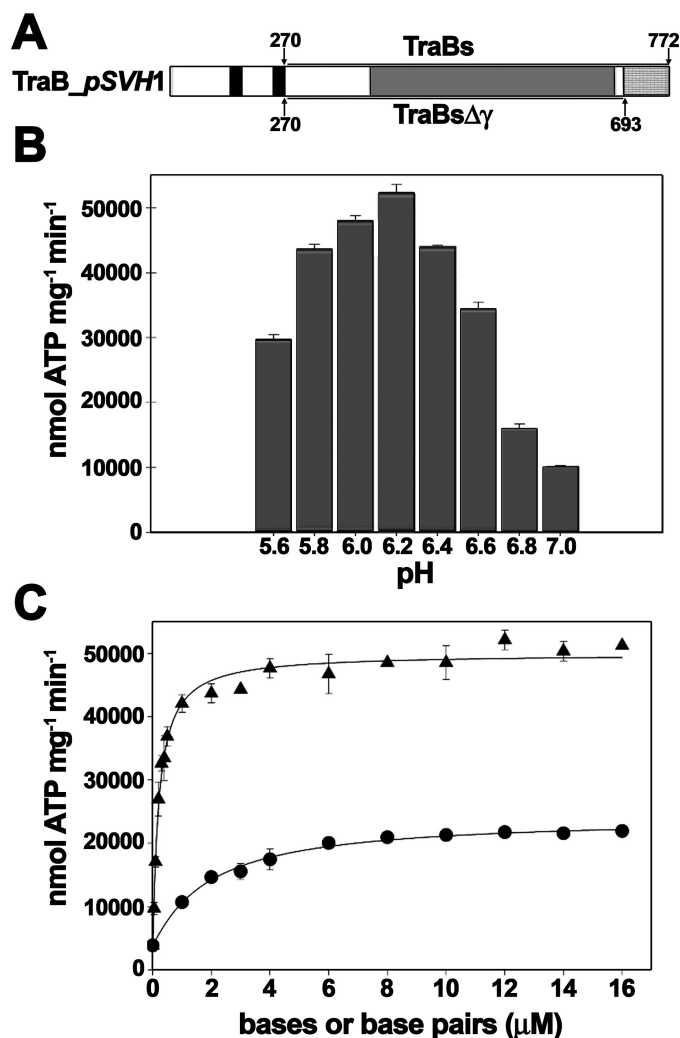 A
270
TraBs
772
TraB_pSVH1
270
TraBsΔγ
693
B
nmol ATP mg⁻¹ min⁻¹
50000
40000
30000
20000
10000
0
5.6 5.8 6.0 6.2 6.4 6.6 6.8 7.0
pH
C
nmol ATP mg⁻¹ min⁻¹
50000
40000
30000
20000
10000
0
0 2 4 6 8 10 12 14 16
bases or base pairs (μM)